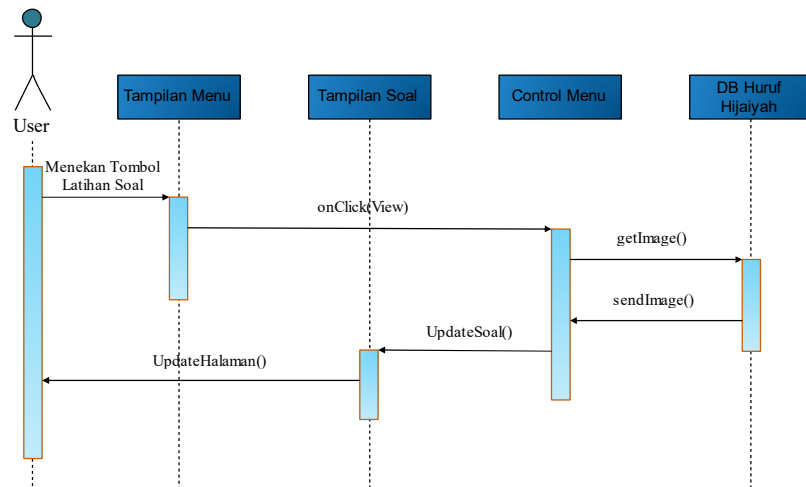 Tampilan Menu
Tampilan Soal
Control Menu
DB Huruf
Hijaiyah
User
Menekan Tombol
Latihan Soal
onClick(View)
getImage()
sendImage()
UpdateSoal()
UpdateHalaman()